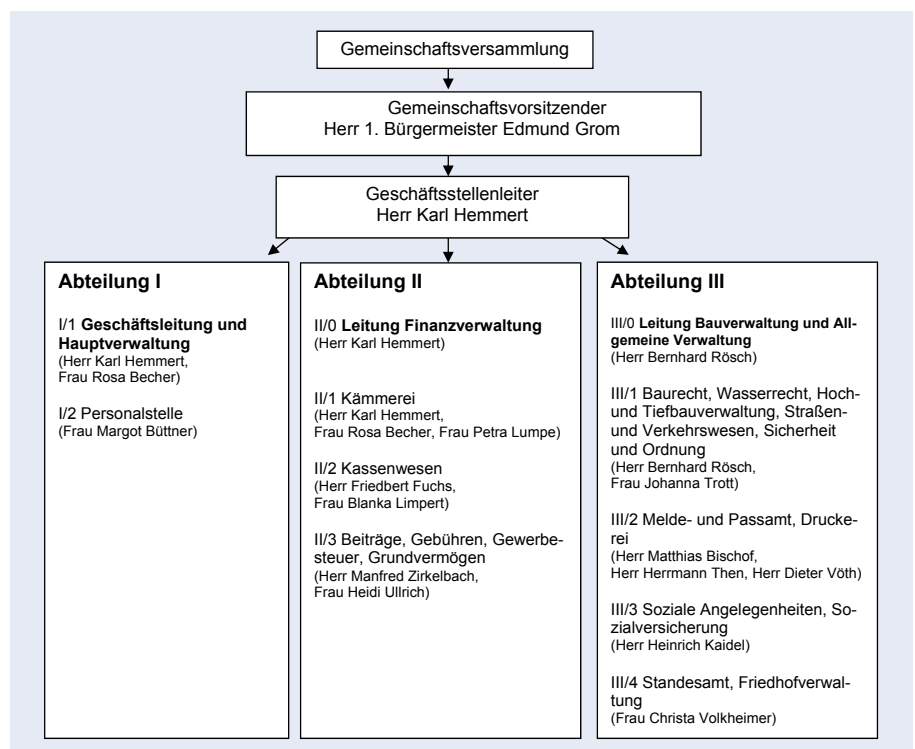 Gemeinschaftsversammlung
Gemeinschaftsvorsitzender
Herr 1. Bürgermeister Edmund Grom
Geschäftsstellenleiter
Herr Karl Hemmert
Abteilung I
I/1 Geschäftsleitung und
Hauptverwaltung
(Herr Karl Hemmert,
Frau Rosa Becher)
I/2 Personalstelle
(Frau Margot Büttner)
Abteilung II
II/0 Leitung Finanzverwaltung
(Herr Karl Hemmert)
II/1 Kämmerei
(Herr Karl Hemmert,
Frau Rosa Becher, Frau Petra Lumpe)
II/2 Kassenwesen
(Herr Friedbert Fuchs,
Frau Blanka Limpert)
II/3 Beiträge, Gebühren, Gewerbe-
steuer, Grundvermögen
(Herr Manfred Zirkelbach,
Frau Heidi Ullrich)
Abteilung III
III/0 Leitung Bauverwaltung und All-
gemeine Verwaltung
(Herr Bernhard Rösch)
III/1 Baurecht, Wasserrecht, Hoch-
und Tiefbauverwaltung, Straßen-
und Verkehrswesen, Sicherheit
und Ordnung
(Herr Bernhard Rösch,
Frau Johanna Trott)
III/2 Melde- und Passamt, Drucke-
rei
(Herr Matthias Bischof,
Herr Herrmann Then, Herr Dieter Vöth)
III/3 Soziale Angelegenheiten, So-
zialversicherung
(Herr Heinrich Kaidel)
III/4 Standesamt, Friedhofverwal-
tung
(Frau Christa Volkheimer)